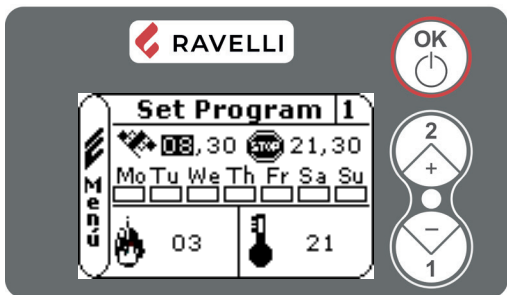 RAVELLI
OK
Set Program 1
08,30 STOP 21,30
Mo Tu We Th Fr Sa Su
Menú
03 21
2
+
−
1